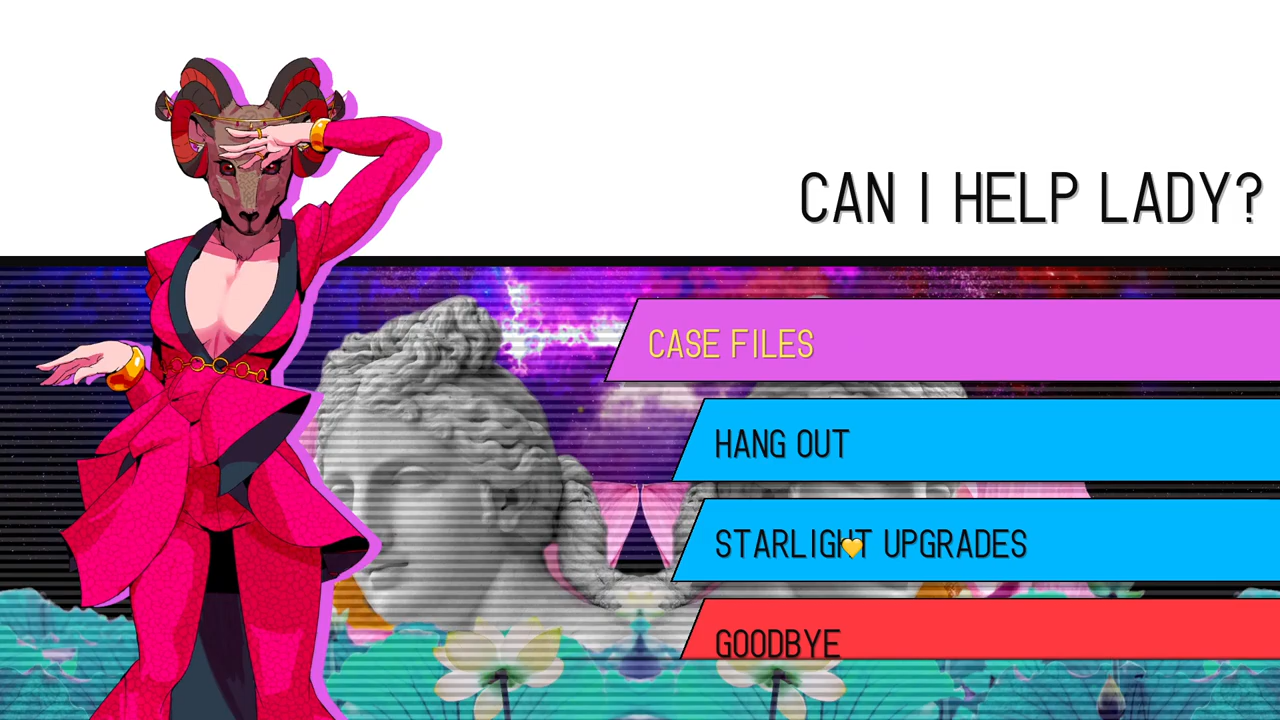 CAN I HELP LADY?
CASE FILES
HANG OUT
STARLIGHT UPGRADES
GOODBYE